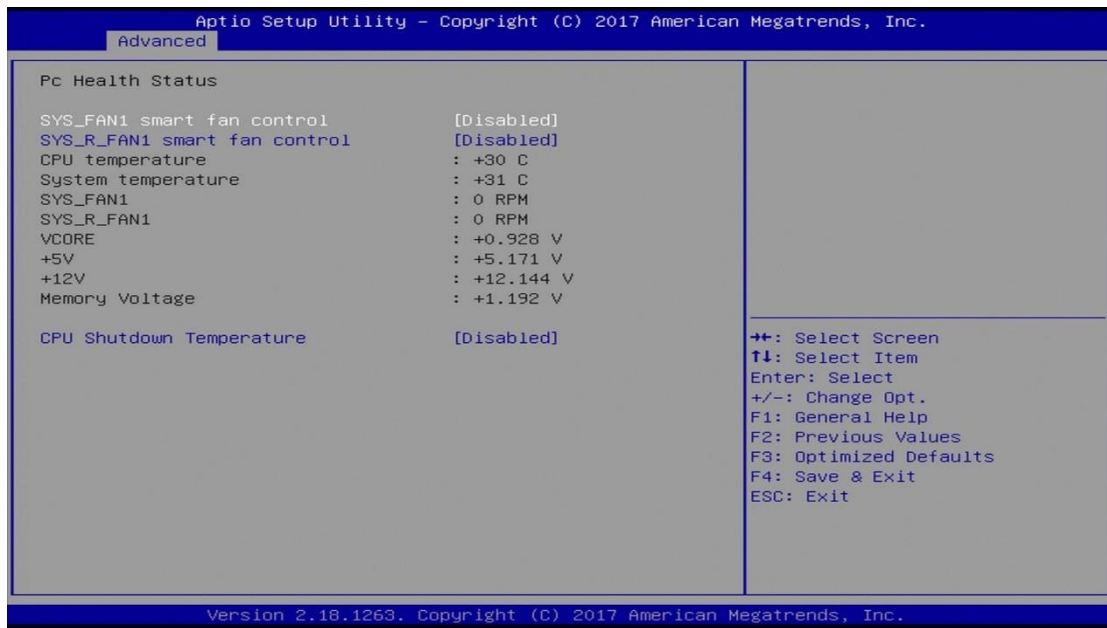 Aptio Setup Utility – Copyright (C) 2017 American Megatrends, Inc.
Advanced
Pc Health Status
SYS_FAN1 smart fan control [Disabled]
SYS_R_FAN1 smart fan control [Disabled]
CPU temperature : +30 C
System temperature : +31 C
SYS_FAN1 : 0 RPM
SYS_R_FAN1 : 0 RPM
VCORE : +0.928 V
+5V : +5.171 V
+12V : +12.144 V
Memory Voltage : +1.192 V
CPU Shutdown Temperature [Disabled]
→←: Select Screen
↑↓: Select Item
Enter: Select
+/-: Change Opt.
F1: General Help
F2: Previous Values
F3: Optimized Defaults
F4: Save & Exit
ESC: Exit
Version 2.18.1263. Copyright (C) 2017 American Megatrends, Inc.